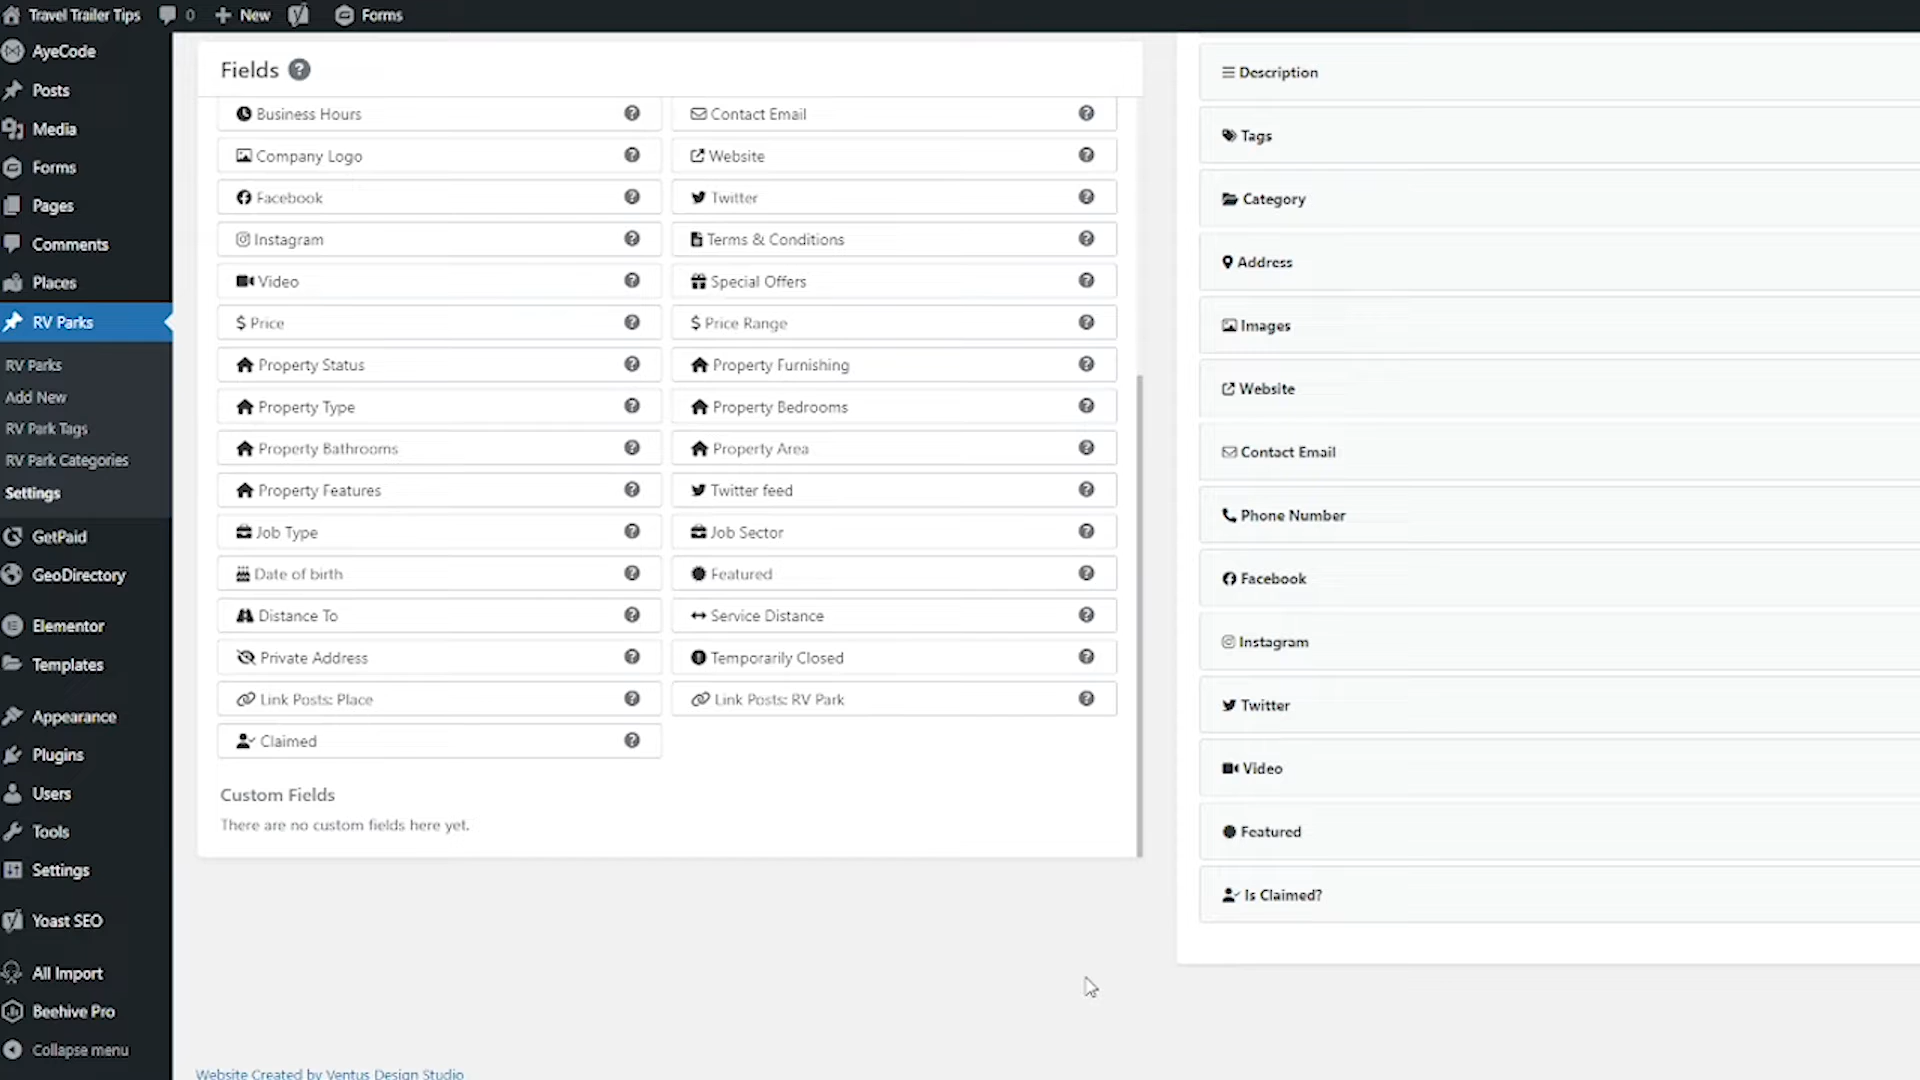 Travel Trailer Tips 0 New Forms
AyeCode
Posts
Media
Forms
Pages
Comments
Places
RV Parks
RV Parks
Add New
RV Park Tags
RV Park Categories
Settings
GetPaid
GeoDirectory
Elementor
Templates
Appearance
Plugins
Users
Tools
Settings
Yoast SEO
All Import
Beehive Pro
Collapse menu
Fields
Business Hours
Contact Email
Company Logo
Website
Facebook
Twitter
Instagram
Terms & Conditions
Video
Special Offers
Price
Price Range
Property Status
Property Furnishing
Property Type
Property Bedrooms
Property Bathrooms
Property Area
Property Features
Twitter feed
Job Type
Job Sector
Date of birth
Featured
Distance To
Service Distance
Private Address
Temporarily Closed
Link Posts: Place
Link Posts: RV Park
Claimed
Custom Fields
There are no custom fields here yet.
Description
Tags
Category
Address
Images
Website
Contact Email
Phone Number
Facebook
Instagram
Twitter
Video
Featured
Is Claimed?
Website Created by Ventus Design Studio